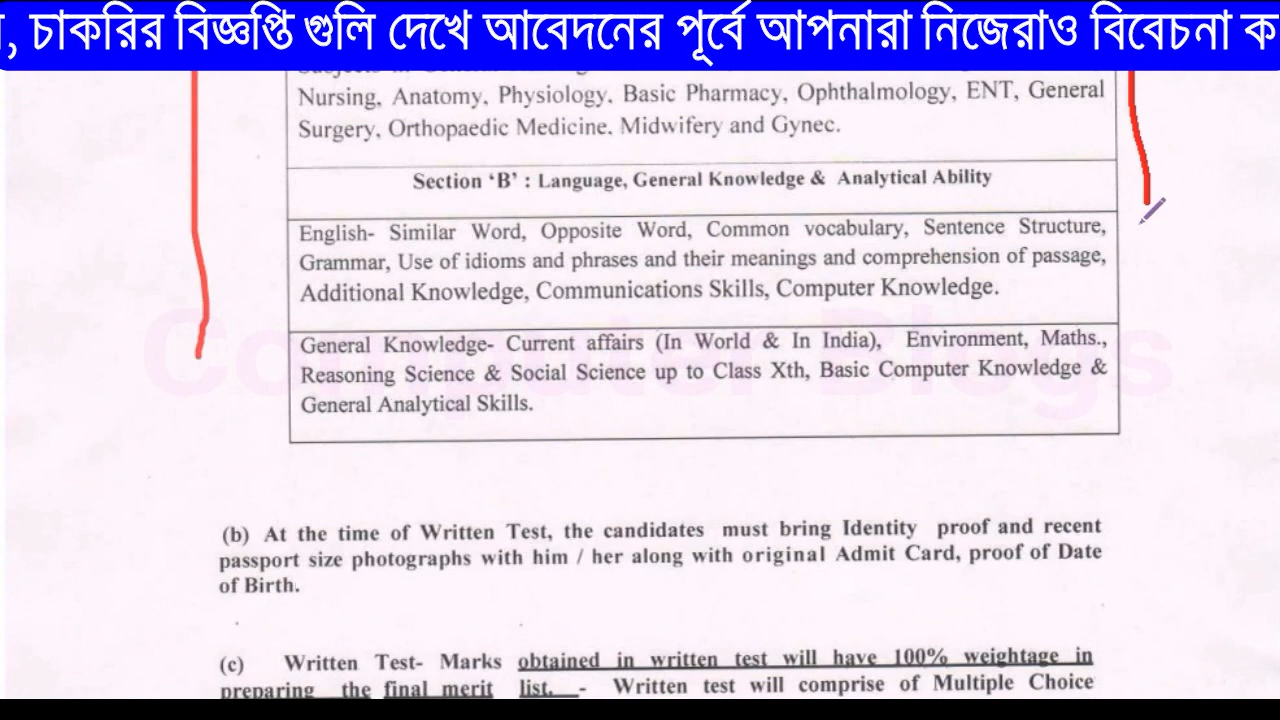 , চাকরির বিজ্ঞপ্তি গুলি দেখে আবেদনের পূর্বে আপনারা নিজেরাও বিবেচনা ক
Nursing, Anatomy, Physiology, Basic Pharmacy, Ophthalmology, ENT, General
Surgery, Orthopaedic Medicine, Midwifery and Gynec.
Section ‘B’ : Language, General Knowledge & Analytical Ability
English- Similar Word, Opposite Word, Common vocabulary, Sentence Structure,
Grammar, Use of idioms and phrases and their meanings and comprehension of passage,
Additional Knowledge, Communications Skills, Computer Knowledge.
General Knowledge- Current affairs (In World & In India), Environment, Maths.,
Reasoning Science & Social Science up to Class Xth, Basic Computer Knowledge &
General Analytical Skills.
Computer Blogs
(b) At the time of Written Test, the candidates must bring Identity proof and recent
passport size photographs with him / her along with original Admit Card, proof of Date
of Birth.
(c) Written Test- Marks obtained in written test will have 100% weightage in
preparing the final merit list. - Written test will comprise of Multiple Choice